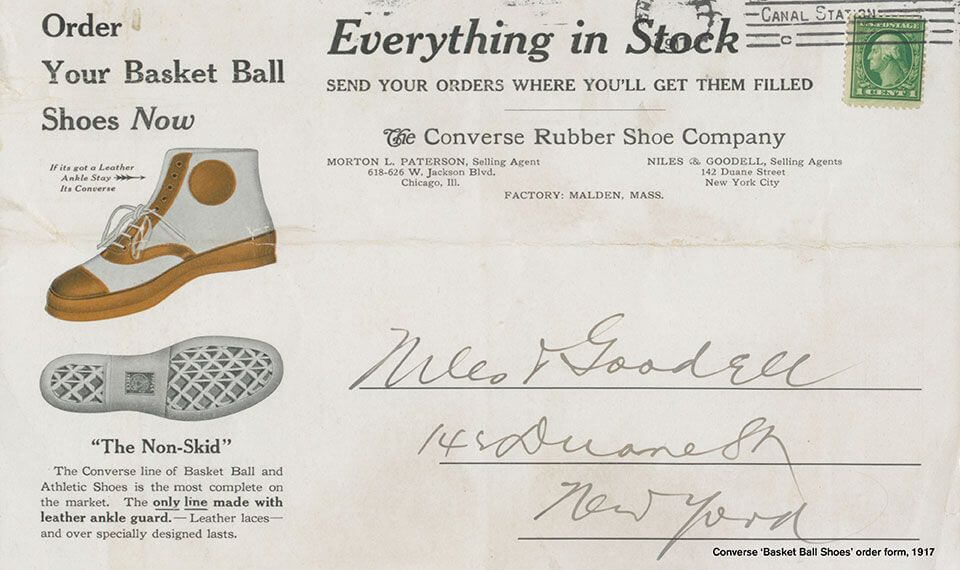 Order
Your Basket Ball
Shoes Now
If its got a Leather
Ankle Stay
Its Converse
"The Non-Skid"
The Converse line of Basket Ball and
Athletic Shoes is the most complete on
the market. The only line made with
leather ankle guard.—Leather laces—
and over specially designed lasts.
CANAL STATION
U.S. POSTAGE
1 CENT 1
Everything in Stock
SEND YOUR ORDERS WHERE YOU'LL GET THEM FILLED
The Converse Rubber Shoe Company
MORTON L. PATERSON, Selling Agent
618-626 W. Jackson Blvd.
Chicago, Ill.
NILES & GOODELL, Selling Agents
142 Duane Street
New York City
FACTORY: MALDEN, MASS.
Niles & Goodell
142 Duane St
New York
Converse 'Basket Ball Shoes' order form, 1917